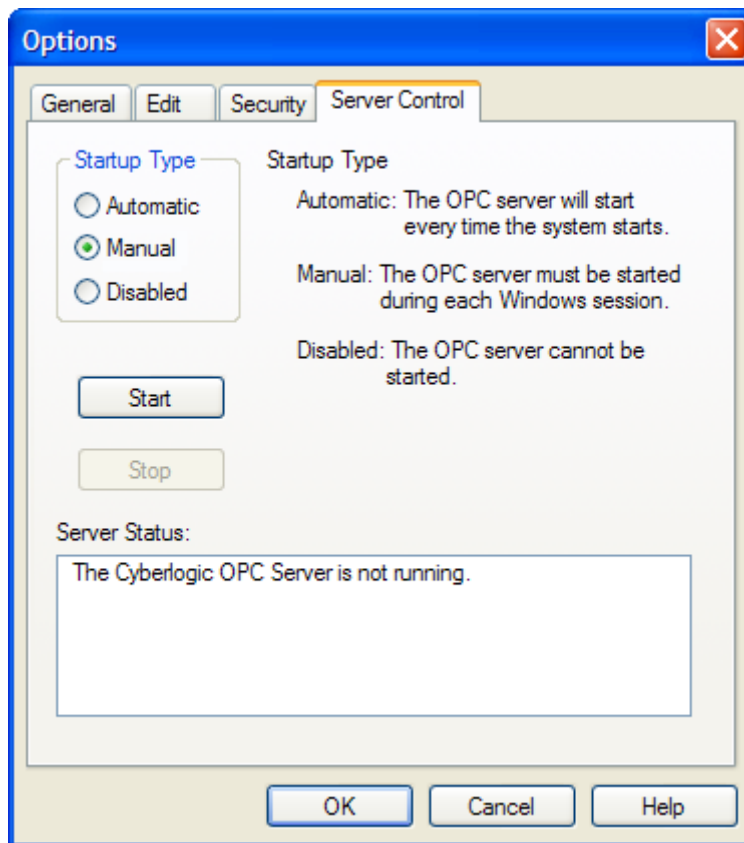 Options
General
Edit
Security
Server Control
Startup Type
Automatic
Manual
Disabled
Startup Type
Automatic: The OPC server will start
every time the system starts.
Manual: The OPC server must be started
during each Windows session.
Disabled: The OPC server cannot be
started.
Start
Stop
Server Status:
The Cyberlogic OPC Server is not running.
OK
Cancel
Help